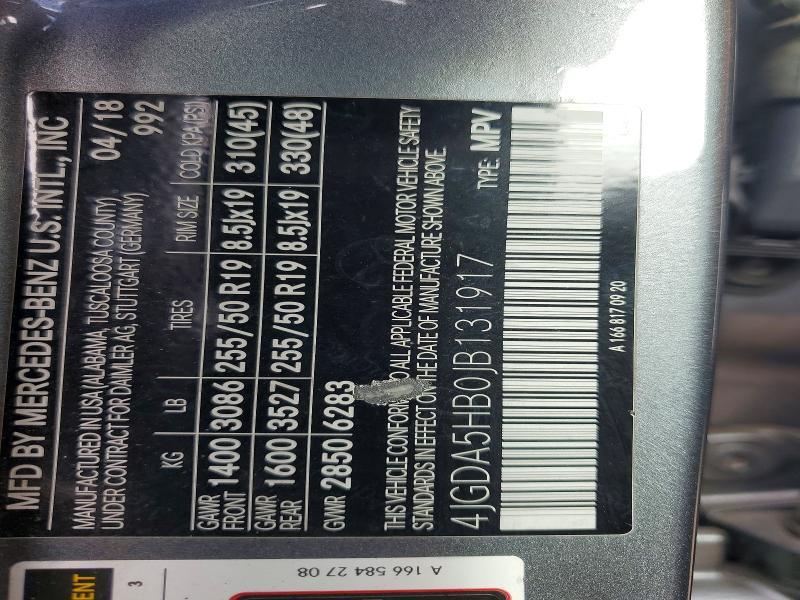 MFD BY MERCEDES-BENZ U.S. INTL., INC
MANUFACTURED IN USA (ALABAMA, TUSCALOOSA COUNTY) 04/18
UNDER CONTRACT FOR DAIMLER AG, STUTTGART (GERMANY) 992
KG LB TIRES RIM SIZE COLD KPA (PSI)
GAWR FRONT 1400 3086 255/50 R19 8.5Jx19 310(45)
GAWR REAR 1600 3527 255/50 R19 8.5Jx19 330(48)
GVWR 2850/6283
THIS VEHICLE CONFORMS TO ALL APPLICABLE FEDERAL MOTOR VEHICLE SAFETY
STANDARDS IN EFFECT ON THE DATE OF MANUFACTURE SHOWN ABOVE.
4JGDA5HB0JB131917 TYPE: MPV
A 166 817 09 20
A 166 584 27 08
3